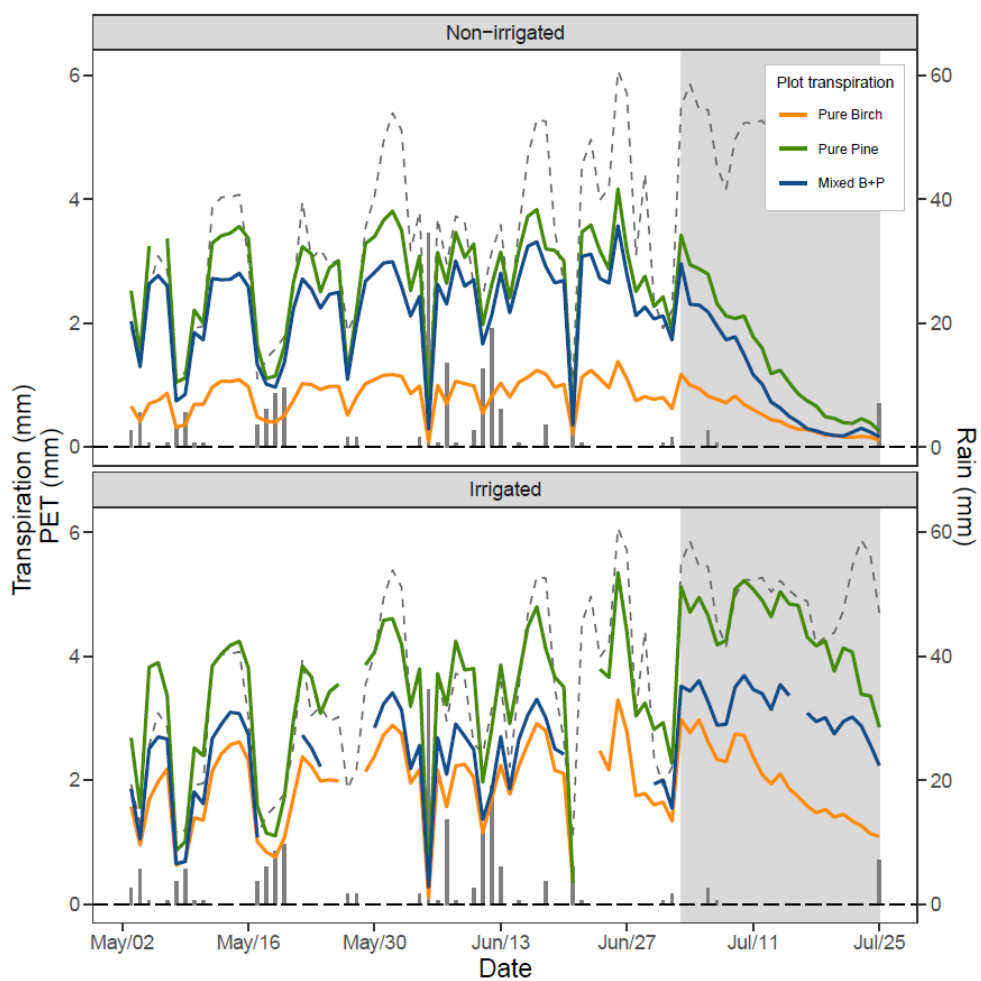 Non−irrigated
Plot transpiration
Pure Birch
Pure Pine
Mixed B+P
6
4
2
0
60
40
20
0
Irrigated
6
4
2
0
60
40
20
0
Transpiration (mm)
PET (mm)
Rain (mm)
May/02 May/16 May/30 Jun/13 Jun/27 Jul/11 Jul/25
Date